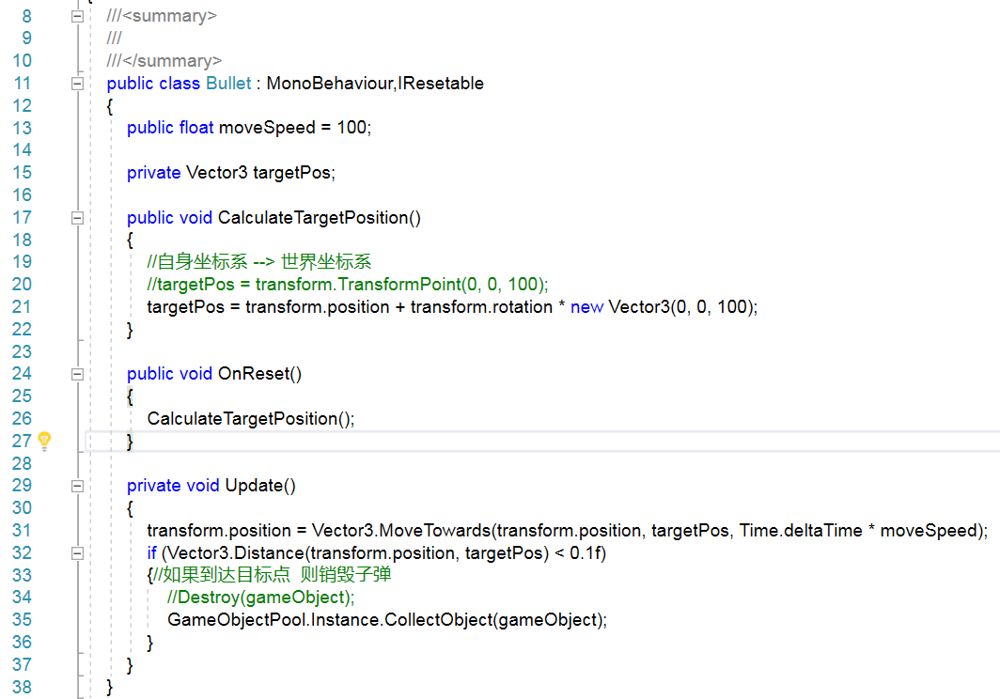 8 ///<summary>
9 ///
10 ///</summary>
11 public class Bullet : MonoBehaviour,IResetable
12 {
13 public float moveSpeed = 100;
14
15 private Vector3 targetPos;
16
17 public void CalculateTargetPosition()
18 {
19 //自身坐标系 --> 世界坐标系
20 //targetPos = transform.TransformPoint(0, 0, 100);
21 targetPos = transform.position + transform.rotation * new Vector3(0, 0, 100);
22 }
23
24 public void OnReset()
25 {
26 CalculateTargetPosition();
27 }
28
29 private void Update()
30 {
31 transform.position = Vector3.MoveTowards(transform.position, targetPos, Time.deltaTime * moveSpeed);
32 if (Vector3.Distance(transform.position, targetPos) < 0.1f)
33 {//如果到达目标点 则销毁子弹
34 //Destroy(gameObject);
35 GameObjectPool.Instance.CollectObject(gameObject);
36 }
37 }
38 }